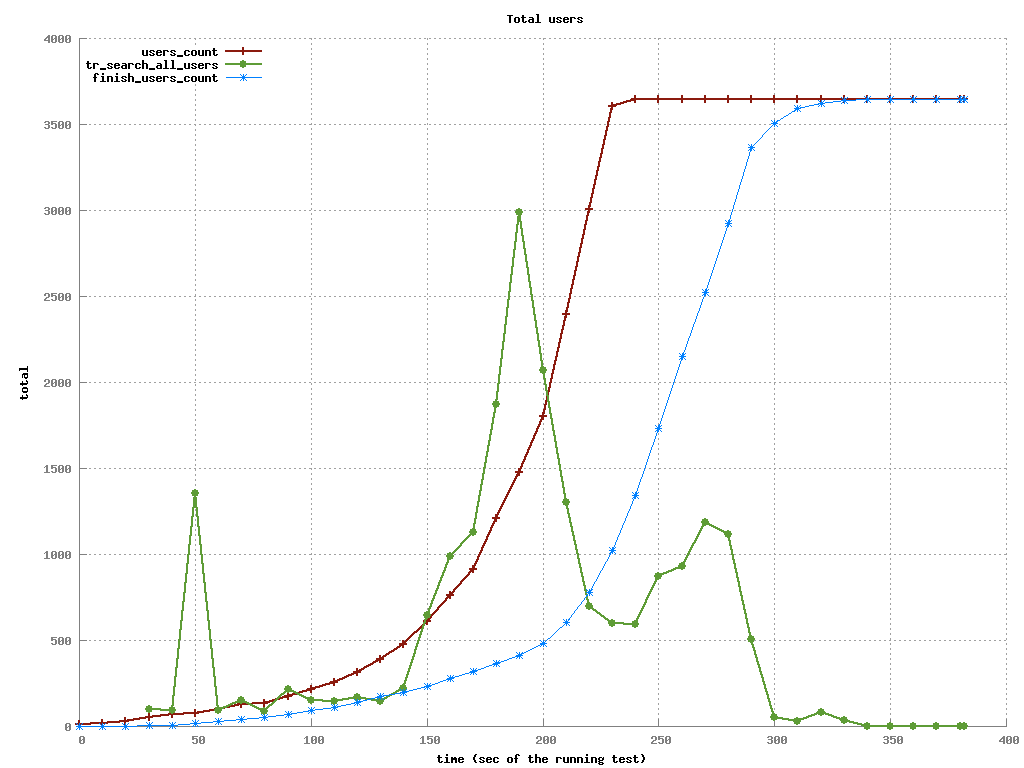 Total users
users_count
tr_search_all_users
finish_users_count
4000
3500
3000
2500
2000
1500
1000
500
0
total
0 50 100 150 200 250 300 350 400
time (sec of the running test)